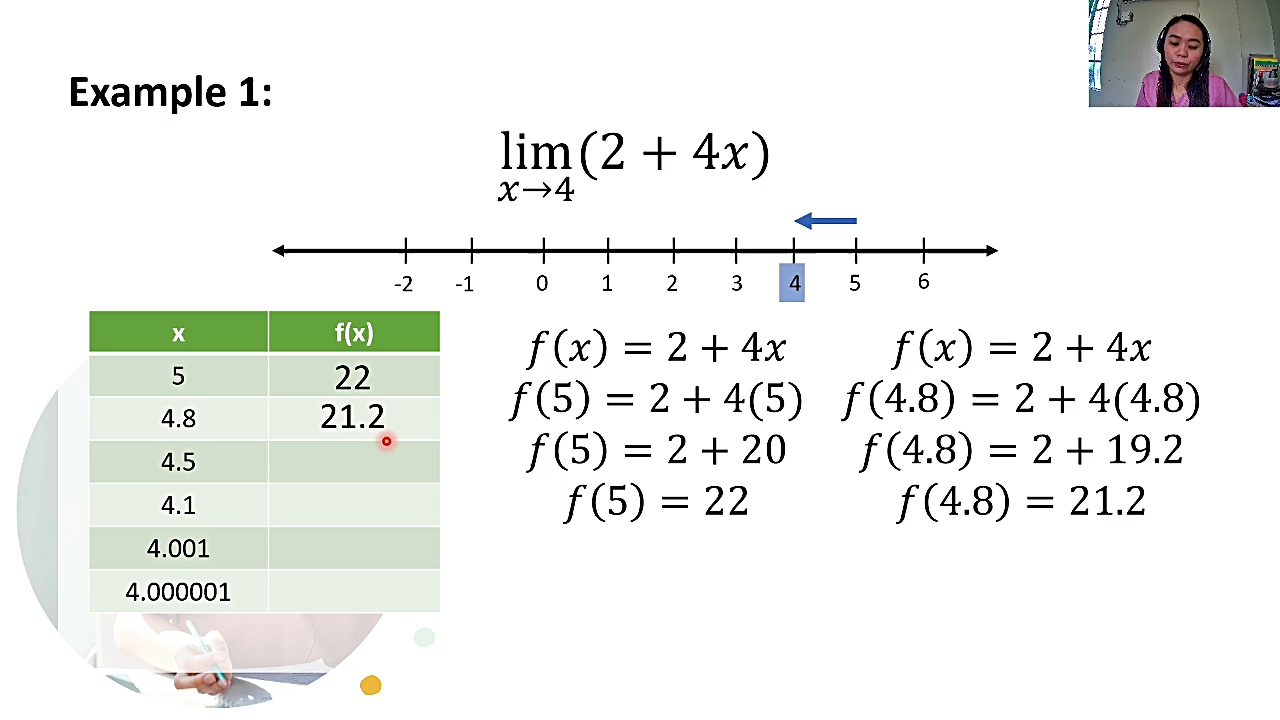 Example 1:
lim(2 + 4x)
x→4
-2 -1 0 1 2 3 4 5 6
x f(x)
5 22
4.8 21.2
4.5
4.1
4.001
4.000001
f(x) = 2 + 4x
f(5) = 2 + 4(5)
f(5) = 2 + 20
f(5) = 22
f(x) = 2 + 4x
f(4.8) = 2 + 4(4.8)
f(4.8) = 2 + 19.2
f(4.8) = 21.2